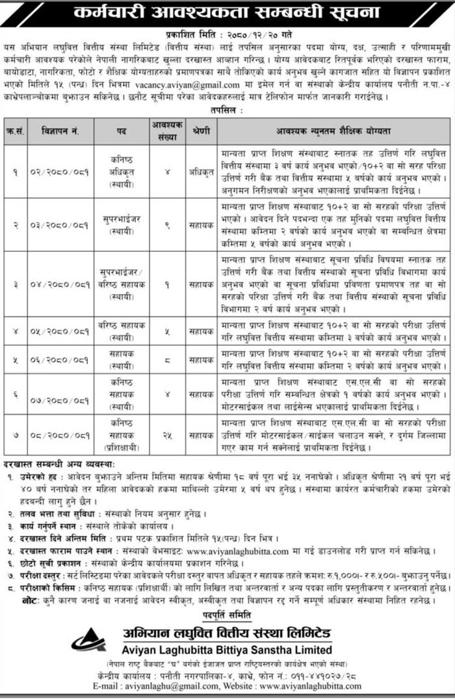 कर्मचारी आवश्यकता सम्बन्धी सूचना
प्रकाशित मिति : २०८०/१२/२० गते
यस अभियान लघुवित्त वित्तीय संस्था लिमिटेड (वित्तीय संस्था) लाई तपसिल अनुसारका पदमा योग्य, दक्ष, उत्साही र परिणाममुखी
कर्मचारी आवश्यक परेकोले नेपाली नागरिकबाट खुल्ला दरखास्त आव्हान गरिन्छ । योग्य आवेदकबाट रितपूर्वक भरिएको दरखास्त फाराम,
बायोडाटा, नागरिकता, फोटो र शैक्षिक योग्यताहरुको प्रमाणपत्रका साथै तोकिएको कार्य अनुभव खुल्ने कागजात सहित यो विज्ञापन प्रकाशित
भएको मितिले १५ (पन्ध्र) दिन भित्रमा vacancy.aviyan@gmail.com मा इमेल गर्न वा संस्थाको केन्द्रीय कार्यालय पनौती न.पा.-४
काभ्रेपलाञ्चोकमा बुझाउन सकिनेछ । छनौट सूचीमा परेका आवेदकहरुलाई मात्र टेलिफोन मार्फत जानकारी गराईनेछ ।
तपसिल :
क्र.सं. विज्ञापन नं. पद आवश्यक संख्या श्रेणी आवश्यक न्यूनतम शैक्षिक योग्यता
१ ०२/२०८०/०८१ कनिष्ठ अधिकृत (स्थायी) ४ अधिकृत मान्यता प्राप्त शिक्षण संस्थाबाट स्नातक तह उत्तिर्ण गरि लघुवित्त
वित्तीय संस्थामा ३ वर्ष कार्य अनुभव भएको/१०+२ वा सो सरह परिक्षा
उत्तिर्ण गरी बैंक तथा वित्तीय संस्थामा ५ वर्षको कार्य अनुभव भएको।
अनुगमन निरीक्षणको अनुभव भएकालाई प्राथमिकता दिईनेछ ।
२ ०३/२०८०/०८१ सुपरभाईजर (स्थायी) ९ सहायक मान्यता प्राप्त शिक्षण संस्थाबाट १०+२ वा सो सरहको परिक्षा उत्तिर्ण
भएको । आवेदन दिने पदभन्दा एक तह मुनिको पदमा लघुवित्त वित्तीय
संस्थामा कम्तिमा २ वर्षको कार्य अनुभव भएको वा सम्बन्धित क्षेत्रमा
कम्तिमा ५ वर्षको कार्य अनुभव भएको ।
३ ०४/२०८०/०८१ सुपरभाईजर/ वरिष्ठ सहायक (स्थायी) १ सहायक मान्यता प्राप्त शिक्षण संस्थाबाट सूचना प्रविधि विषयमा स्नातक तह
उत्तिर्ण गरी बैंक तथा वित्तीय संस्थाको सूचना प्रविधि विभागमा कार्य
अनुभव भएको वा सूचना प्रविधिमा प्रविणता प्रमाणपत्र तह वा सो
सरहको परिक्षा उत्तिर्ण गरी बैंक तथा वित्तीय संस्थाको सूचना प्रविधि
विभागमा २ वर्ष कार्य अनुभव भएको ।
४ ०५/२०८०/०८१ वरिष्ठ सहायक (स्थायी) ५ सहायक मान्यता प्राप्त शिक्षण संस्थाबाट १०+२ वा सो सरहको परीक्षा उत्तिर्ण
गरि लघुवित्त वित्तीय संस्थामा कम्तिमा ३ वर्षको कार्य अनुभव भएको ।
५ ०६/२०८०/०८१ सहायक (स्थायी) ८ सहायक मान्यता प्राप्त शिक्षण संस्थाबाट १०+२ वा सो सरहको परीक्षा उत्तिर्ण
गरि लघुवित्त वित्तीय संस्थामा कम्तिमा २ वर्षको कार्य अनुभव भएको ।
६ ०७/२०८०/०८१ कनिष्ठ सहायक (स्थायी) ४ सहायक मान्यता प्राप्त शिक्षण संस्थाबाट एस.एल.सी वा सो सरहको
परीक्षा उत्तिर्ण गरि सम्बन्धित क्षेत्रको १ वर्षको कार्य अनुभव भएको ।
मोटरसाईकल तथा लाईसेन्स भएकालाई प्राथमिकता दिईनेछ ।
७ ०८/२०८०/०८१ कनिष्ठ सहायक (प्रशिक्षार्थी) २५ सहायक मान्यता प्राप्त शिक्षण संस्थाबाट एस.एल.सी वा सो सरहको परीक्षा
उत्तिर्ण गरि मोटरसाईकल/साईकल चलाउन सक्ने, र दुर्गम जिल्लामा
गएर काम गर्न सक्नेलाई प्राथमिकता दिईनेछ ।
दरखास्त सम्बन्धी अन्य व्यवस्था:
१. उमेरको हद : आवेदन बुझाउने अन्तिम मितिमा सहायक श्रेणीमा १८ वर्ष पूरा भई ३५ ननाघेको। अधिकृत श्रेणीमा २१ वर्ष पूरा भई
४० वर्ष ननाघेको तर महिला आवेदकको हकमा माथिल्लो उमेरमा ५ वर्ष थप हुनेछ । संस्थामा कार्यरत कर्मचारीको हकमा उमेरको
हदबन्दी लागु हुने छैन ।
२. तलब भत्ता तथा सुविधा : संस्थाको नियम अनुसार हुनेछ ।
३. कार्य गर्नुपर्ने स्थान : संस्थाले तोकेको कार्यालय ।
४. दरखास्त दिने अन्तिम मिति : प्रथम पटक प्रकाशित मितिले १५(पन्ध्र) दिन भित्र ।
५. दरखास्त फाराम पाउने स्थान : संस्थाको वेभसाइट: www.aviyanlaghubitta.com मा गई डाउनलोड गरी प्राप्त गर्न सकिनेछ ।
६. छोटो सुची प्रकाशन : संस्थाको केन्द्रीय कार्यालयमा प्रकाशन गरिनेछ ।
७. परीक्षा दस्तुर : सर्ट लिस्टिङमा परेका आवेदकले परीक्षा दस्तुर वापत अधिकृत र सहायक तहले क्रमश: रु.१,०००/- र रु.५००/- बुझाउनु पर्नेछ।
८. परीक्षाको किसिम : कनिष्ठ सहायक (प्रशिक्षार्थी) को लागि लिखित तथा अन्तरवार्ता र अन्य पदका लागि प्रस्तुतीकरण र अन्तरवार्ता हुनेछ।
नोट: कुनै कारण जनाई वा नजनाई आवेदन स्वीकृत, अस्वीकृत तथा विज्ञापन रद्द गर्ने सम्पूर्ण अधिकार संस्थामा निहित रहनेछ ।
पदपूर्ति समिति
अभियान लघुवित्त वित्तीय संस्था लिमिटेड
Aviyan Laghubitta Bittiya Sanstha Limited
(नेपाल राष्ट्र बैंकबाट "घ" वर्गको ईजाजत प्राप्त राष्ट्रियस्तरको कार्यक्षेत्र भएको संस्था)
केन्द्रीय कार्यालय : पनौती नगरपालिका-४, काभ्रे, फोन नं.: ०११-४४१०२७/२८
E-mail : aviyanlaghu@gmail.com, Website : www.aviyanlaghubitta.com